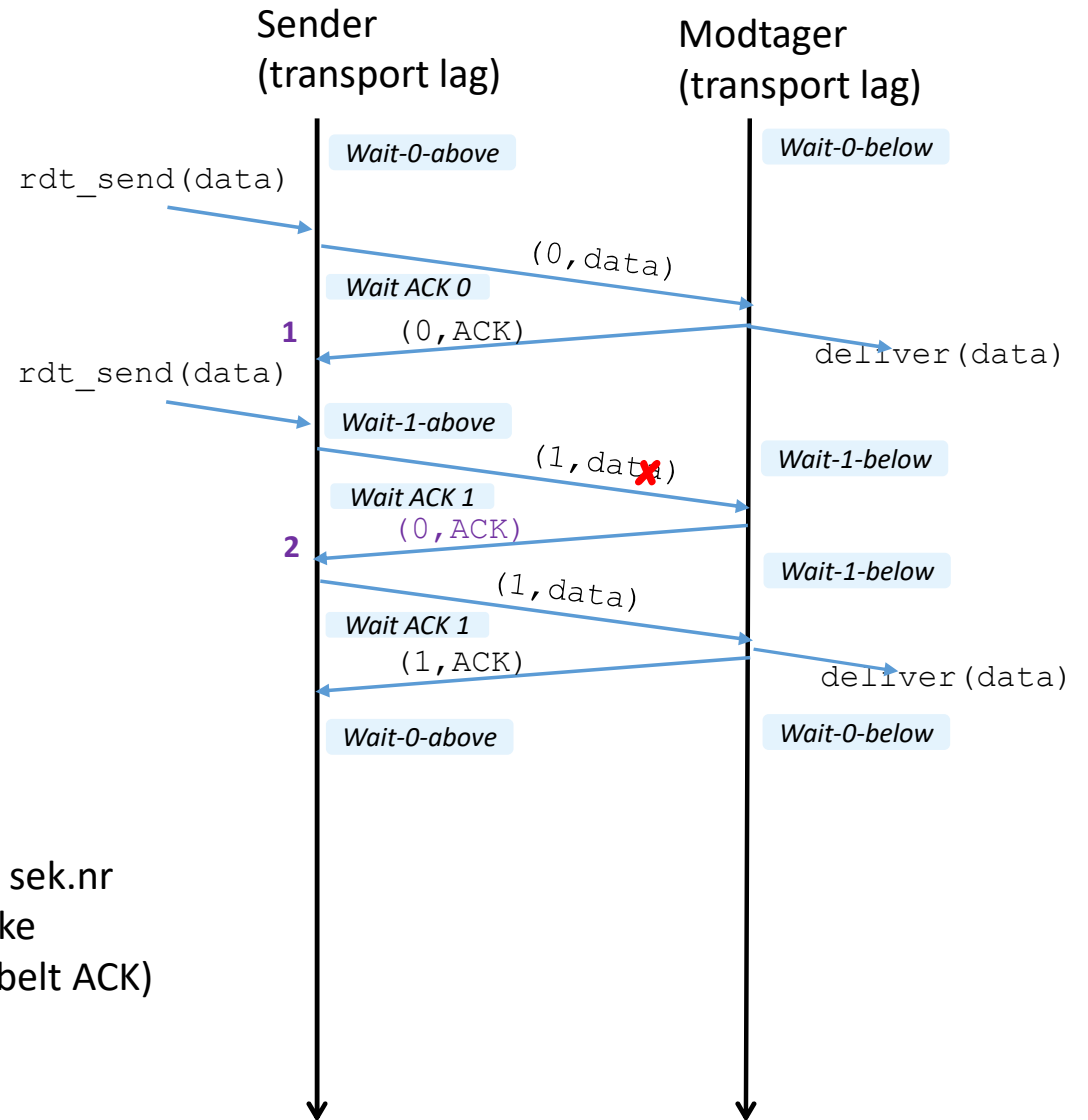 Sender
(transport lag)
Modtager
(transport lag)
Wait-0-above
Wait-0-below
rdt_send(data)
(0,data)
Wait ACK 0
1
(0,ACK)
deliver(data)
rdt_send(data)
Wait-1-above
(1,data)
Wait-1-below
Wait ACK 1
(0,ACK)
2
Wait-1-below
(1,data)
Wait ACK 1
(1,ACK)
deliver(data)
Wait-0-above
Wait-0-below
sek.nr
ke
belt ACK)